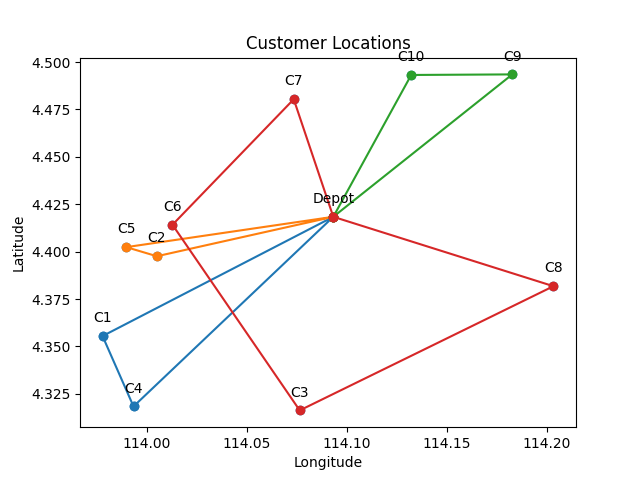 Customer Locations
4.500
4.475
4.450
4.425
4.400
4.375
4.350
4.325
Latitude
C10
C9
C7
Depot
C6
C5
C2
C8
C1
C4
C3
114.00
114.05
114.10
114.15
114.20
Longitude